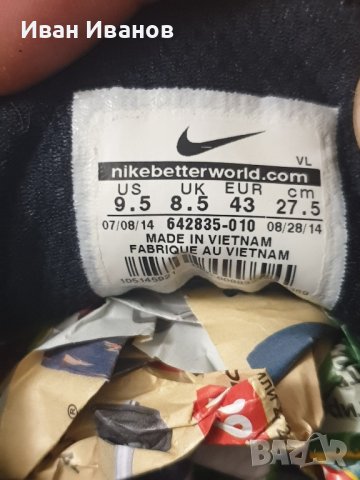 Иван Иванов
VL
nikebetterworld.com
US UK EUR cm
9.5 8.5 43 27.5
07/08/14 642835-010 08/28/14
MADE IN VIETNAM
FABRIQUE AU VIETNAM
®
BAZAR